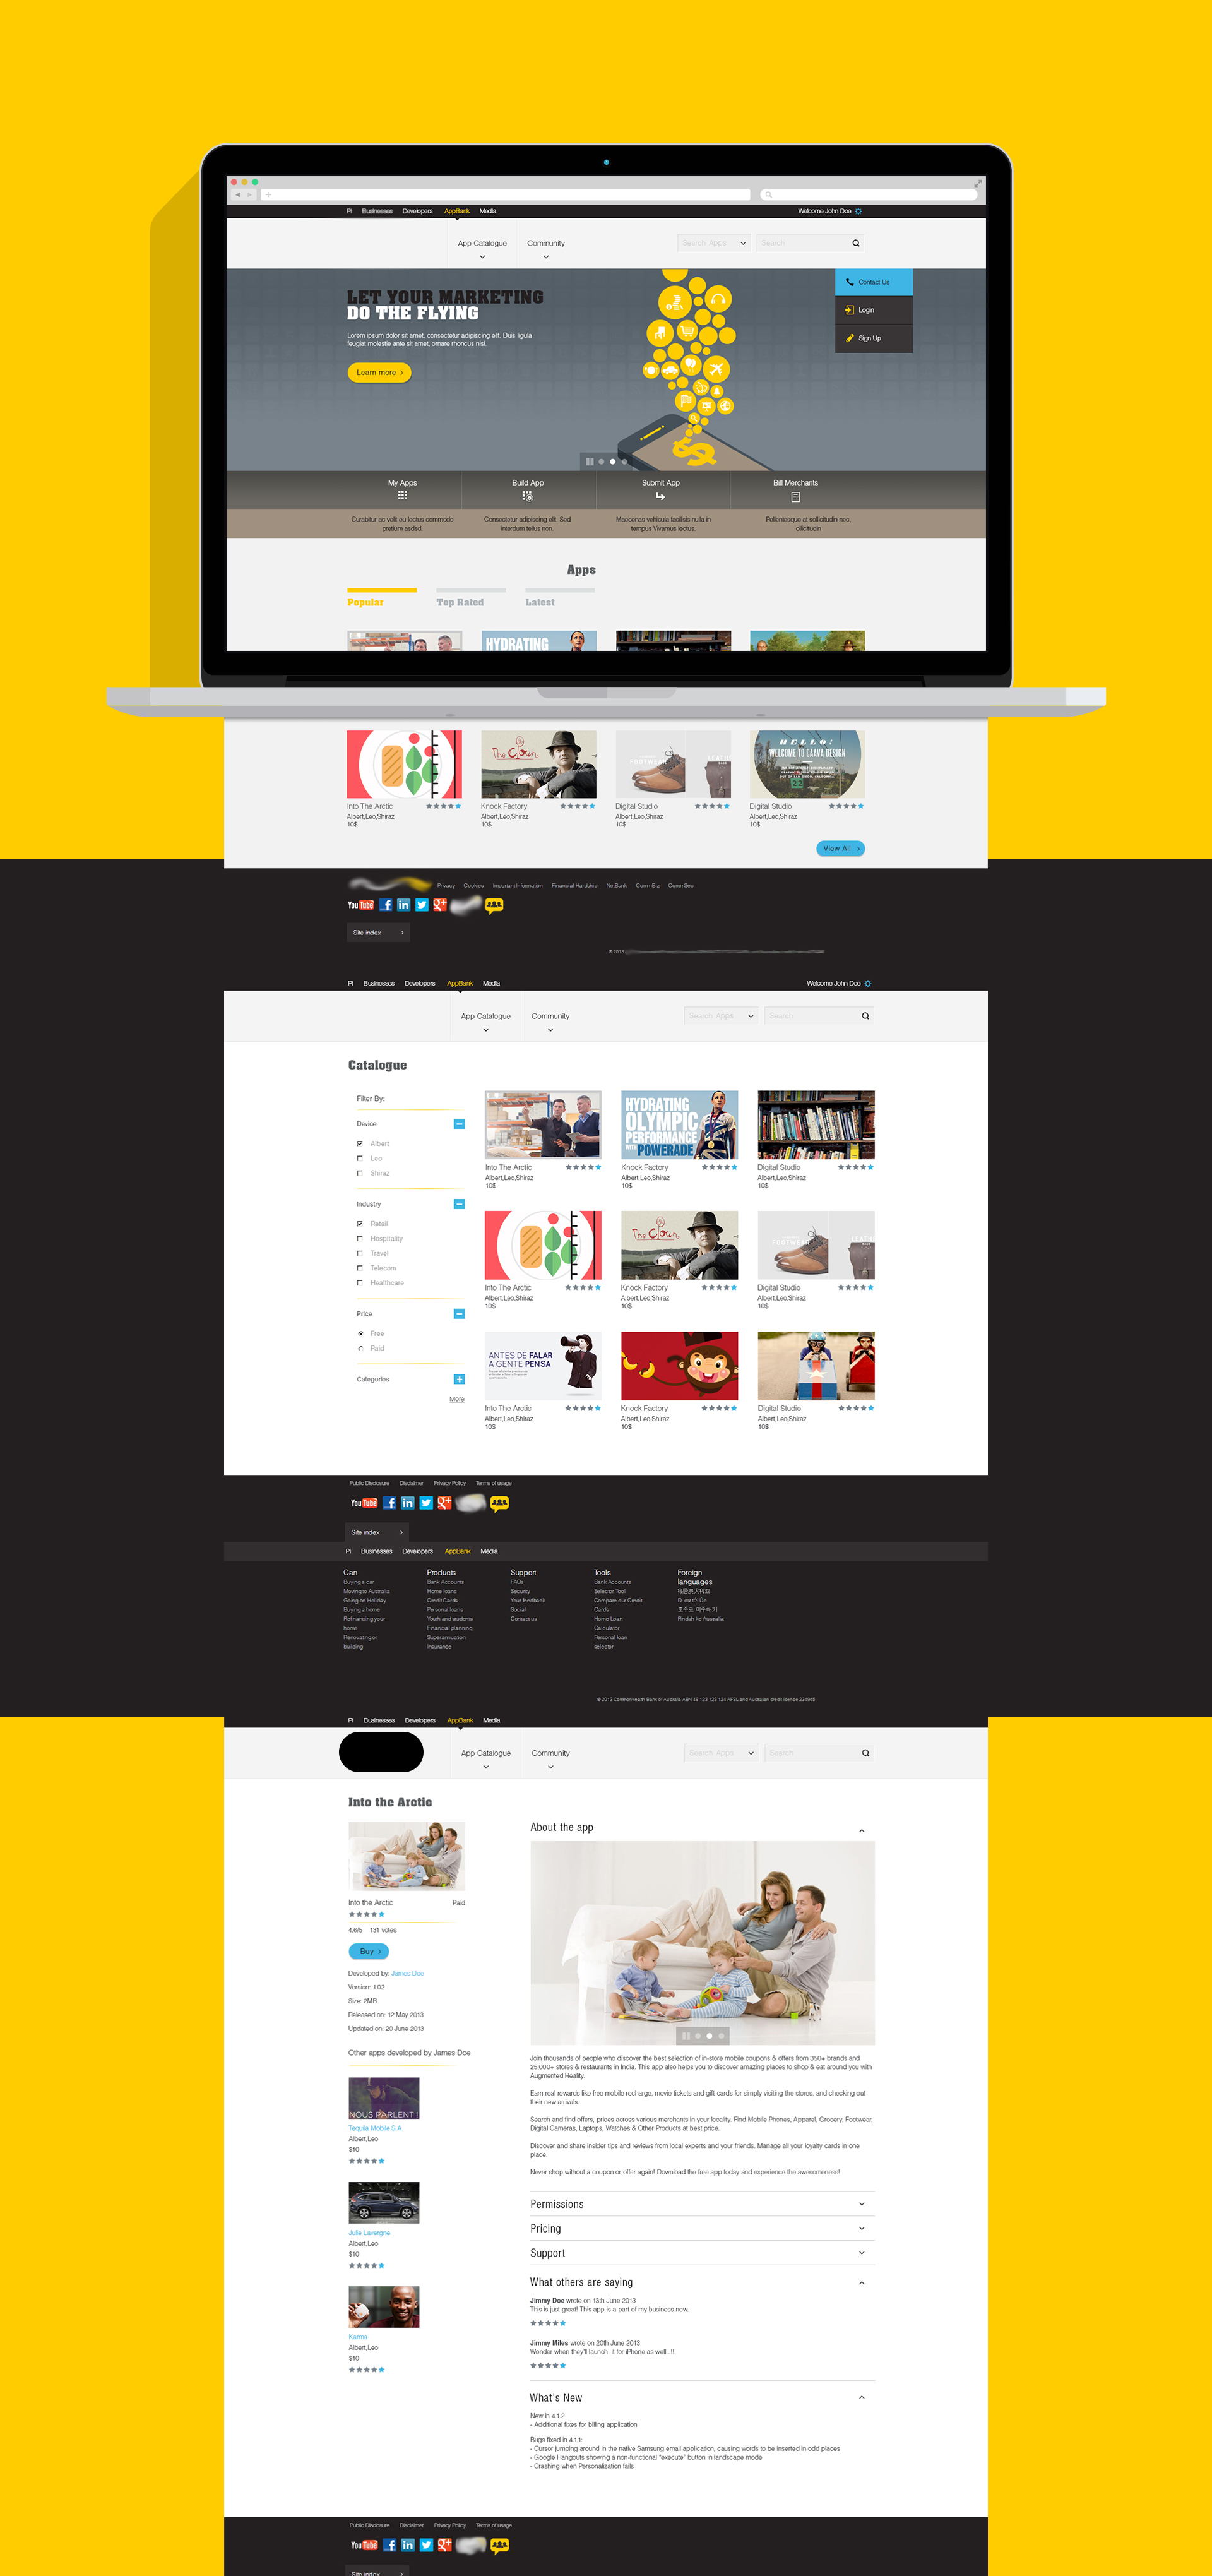 PI Businesses Developers AppBank Media Welcome John Doe
App Catalogue Community Search Apps Search
LET YOUR MARKETING
DO THE FLYING
Lorem ipsum dolor sit amet, consectetur adipiscing elit. Duis ligula
feugiat molestie ante sit amet, ornare rhoncus nisi.
Learn more
Contact Us
Login
Sign Up
My Apps Build App Submit App Bill Merchants
Curabitur ac velit eu lectus commodo
pretium asdsd.
Consectetur adipiscing elit. Sed
interdum tellus non.
Maecenas vehicula facilisis nulla in
tempus Vivamus lectus.
Pellentesque at sollicitudin nec,
ollicitudin
Apps
Popular Top Rated Latest
HYDRATING
The Clown
FOOTWEAR
HELLO!
WELCOME TO CAAVA DESIGN
Into The Arctic Knock Factory Digital Studio Digital Studio
Albert,Leo,Shiraz Albert,Leo,Shiraz Albert,Leo,Shiraz Albert,Leo,Shiraz
10$ 10$ 10$ 10$
View All
Privacy Cookies Important Information Financial Hardship NetBank CommBiz CommSec
YouTube
Site index
© 2013
PI Businesses Developers AppBank Media Welcome John Doe
App Catalogue Community Search Apps Search
Catalogue
Filter By:
Device
Albert
Leo
Shiraz
Industry
Retail
Hospitality
Travel
Telecom
Healthcare
Price
Free
Paid
Categories
More
HYDRATING
OLYMPIC
PERFORMANCE
WITH POWERADE
Into The Arctic Knock Factory Digital Studio
Albert,Leo,Shiraz Albert,Leo,Shiraz Albert,Leo,Shiraz
10$ 10$ 10$
The Clown
FOOTWEAR
Into The Arctic Knock Factory Digital Studio
Albert,Leo,Shiraz Albert,Leo,Shiraz Albert,Leo,Shiraz
10$ 10$ 10$
ANTES DE FALAR
A GENTE PENSA
Into The Arctic Knock Factory Digital Studio
Albert,Leo,Shiraz Albert,Leo,Shiraz Albert,Leo,Shiraz
10$ 10$ 10$
Public Disclosure Disclaimer Privacy Policy Terms of usage
YouTube
Site index
PI Businesses Developers AppBank Media
Can
Buying a car
Moving to Australia
Going on Holiday
Buying a home
Refinancing your
home
Renovating or
building
Products
Bank Accounts
Home loans
Credit Cards
Personal loans
Youth and students
Financial planning
Superannuation
Insurance
Support
FAQs
Security
Your feedback
Social
Contact us
Tools
Bank Accounts
Selector Tool
Compare our Credit
Cards
Home Loan
Calculator
Personal loan
selector
Foreign
languages
移居澳大利亚
Di cư tới Úc
호주로 이주하기
Pindah ke Australia
© 2013 Commonwealth Bank of Australia ABN 48 123 123 124 AFSL and Australian credit licence 234945
PI Businesses Developers AppBank Media
App Catalogue Community Search Apps Search
Into the Arctic
Into the Arctic Paid
4.6/5 131 votes
Buy
Developed by: James Doe
Version: 1.02
Size: 2MB
Released on: 12 May 2013
Updated on: 20 June 2013
Other apps developed by James Doe
NOUS PARLENT !
Tequila Mobile S.A.
Albert,Leo
$10
Julie Lavergne
Albert,Leo
$10
Karma
Albert,Leo
$10
About the app
Join thousands of people who discover the best selection of in-store mobile coupons & offers from 350+ brands and
25,000+ stores & restaurants in India. This app also helps you to discover amazing places to shop & eat around you with
Augmented Reality.
Earn real rewards like free mobile recharge, movie tickets and gift cards for simply visiting the stores, and checking out
their new arrivals.
Search and find offers, prices across various merchants in your locality. Find Mobile Phones, Apparel, Grocery, Footwear,
Digital Cameras, Laptops, Watches & Other Products at best price.
Discover and share insider tips and reviews from local experts and your friends. Manage all your loyalty cards in one
place.
Never shop without a coupon or offer again! Download the free app today and experience the awesomeness!
Permissions
Pricing
Support
What others are saying
Jimmy Doe wrote on 13th June 2013
This is just great! This app is a part of my business now.
Jimmy Miles wrote on 20th June 2013
Wonder when they'll launch it for iPhone as well...!!
What's New
New in 4.1.2
- Additional fixes for billing application
Bugs fixed in 4.1.1:
- Cursor jumping around in the native Samsung email application, causing words to be inserted in odd places
- Google Hangouts showing a non-functional "execute" button in landscape mode
- Crashing when Personalization fails
Public Disclosure Disclaimer Privacy Policy Terms of usage
YouTube
Site index